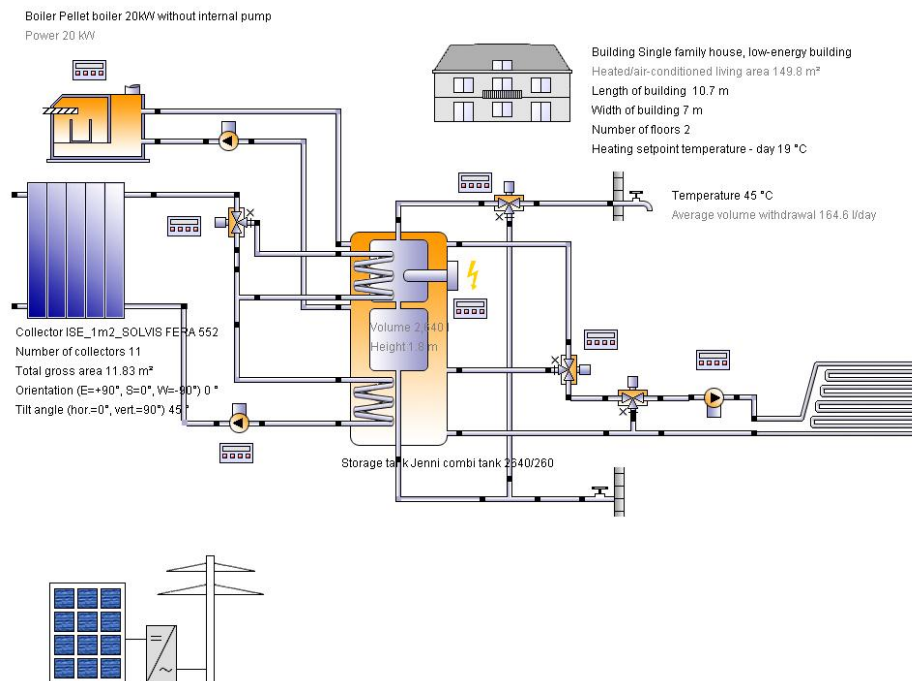 Boiler Pellet boiler 20kW without internal pump
Power 20 kW
Building Single family house, low-energy building
Heated/air-conditioned living area 149.8 m²
Length of building 10.7 m
Width of building 7 m
Number of floors 2
Heating setpoint temperature - day 19 °C
Temperature 45 °C
Average volume withdrawal 164.6 l/day
Volume 2,640 l
Height 1.8 m
Collector ISE_1m2_SOLVIS FERA 552
Number of collectors 11
Total gross area 11.83 m²
Orientation (E=+90°, S=0°, W=-90°) 0 °
Tilt angle (hor.=0°, vert.=90°) 45 °
Storage tank Jenni combi tank 2640/260